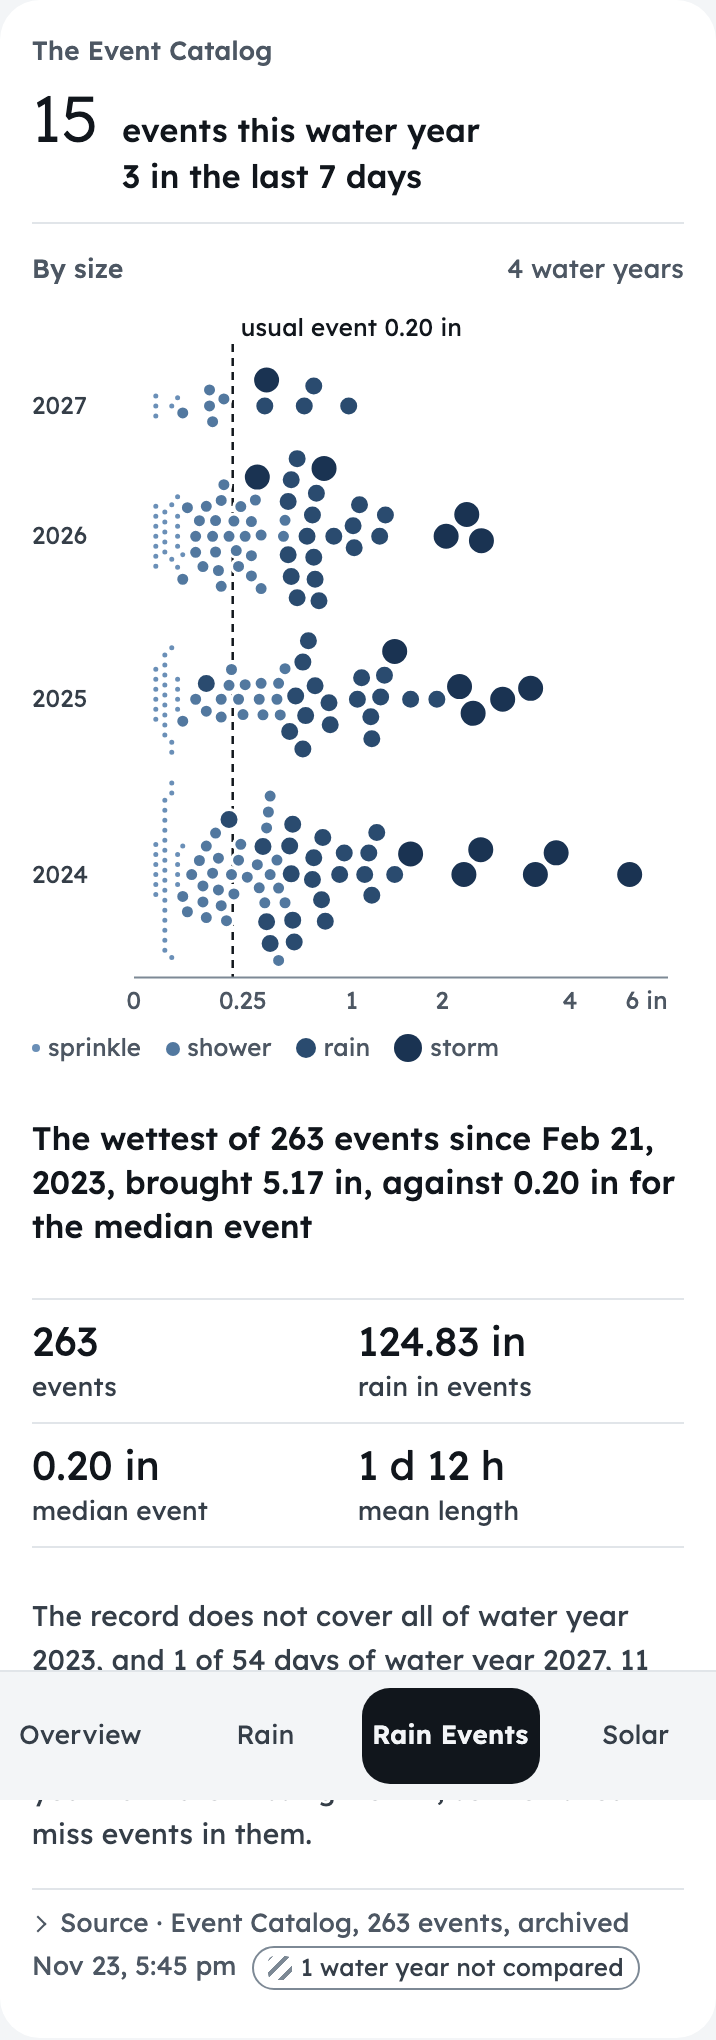 The Event Catalog
15 events this water year
3 in the last 7 days
By size 4 water years
usual event 0.20 in
2027
2026
2025
2024
0 0.25 1 2 4 6 in
sprinkle shower rain storm
The wettest of 263 events since Feb 21,
2023, brought 5.17 in, against 0.20 in for
the median event
263 124.83 in
events rain in events
0.20 in 1 d 12 h
median event mean length
The record does not cover all of water year
2023, and 1 of 54 days of water year 2027, 11
Overview Rain Rain Events Solar
miss events in them.
Source · Event Catalog, 263 events, archived
Nov 23, 5:45 pm 1 water year not compared